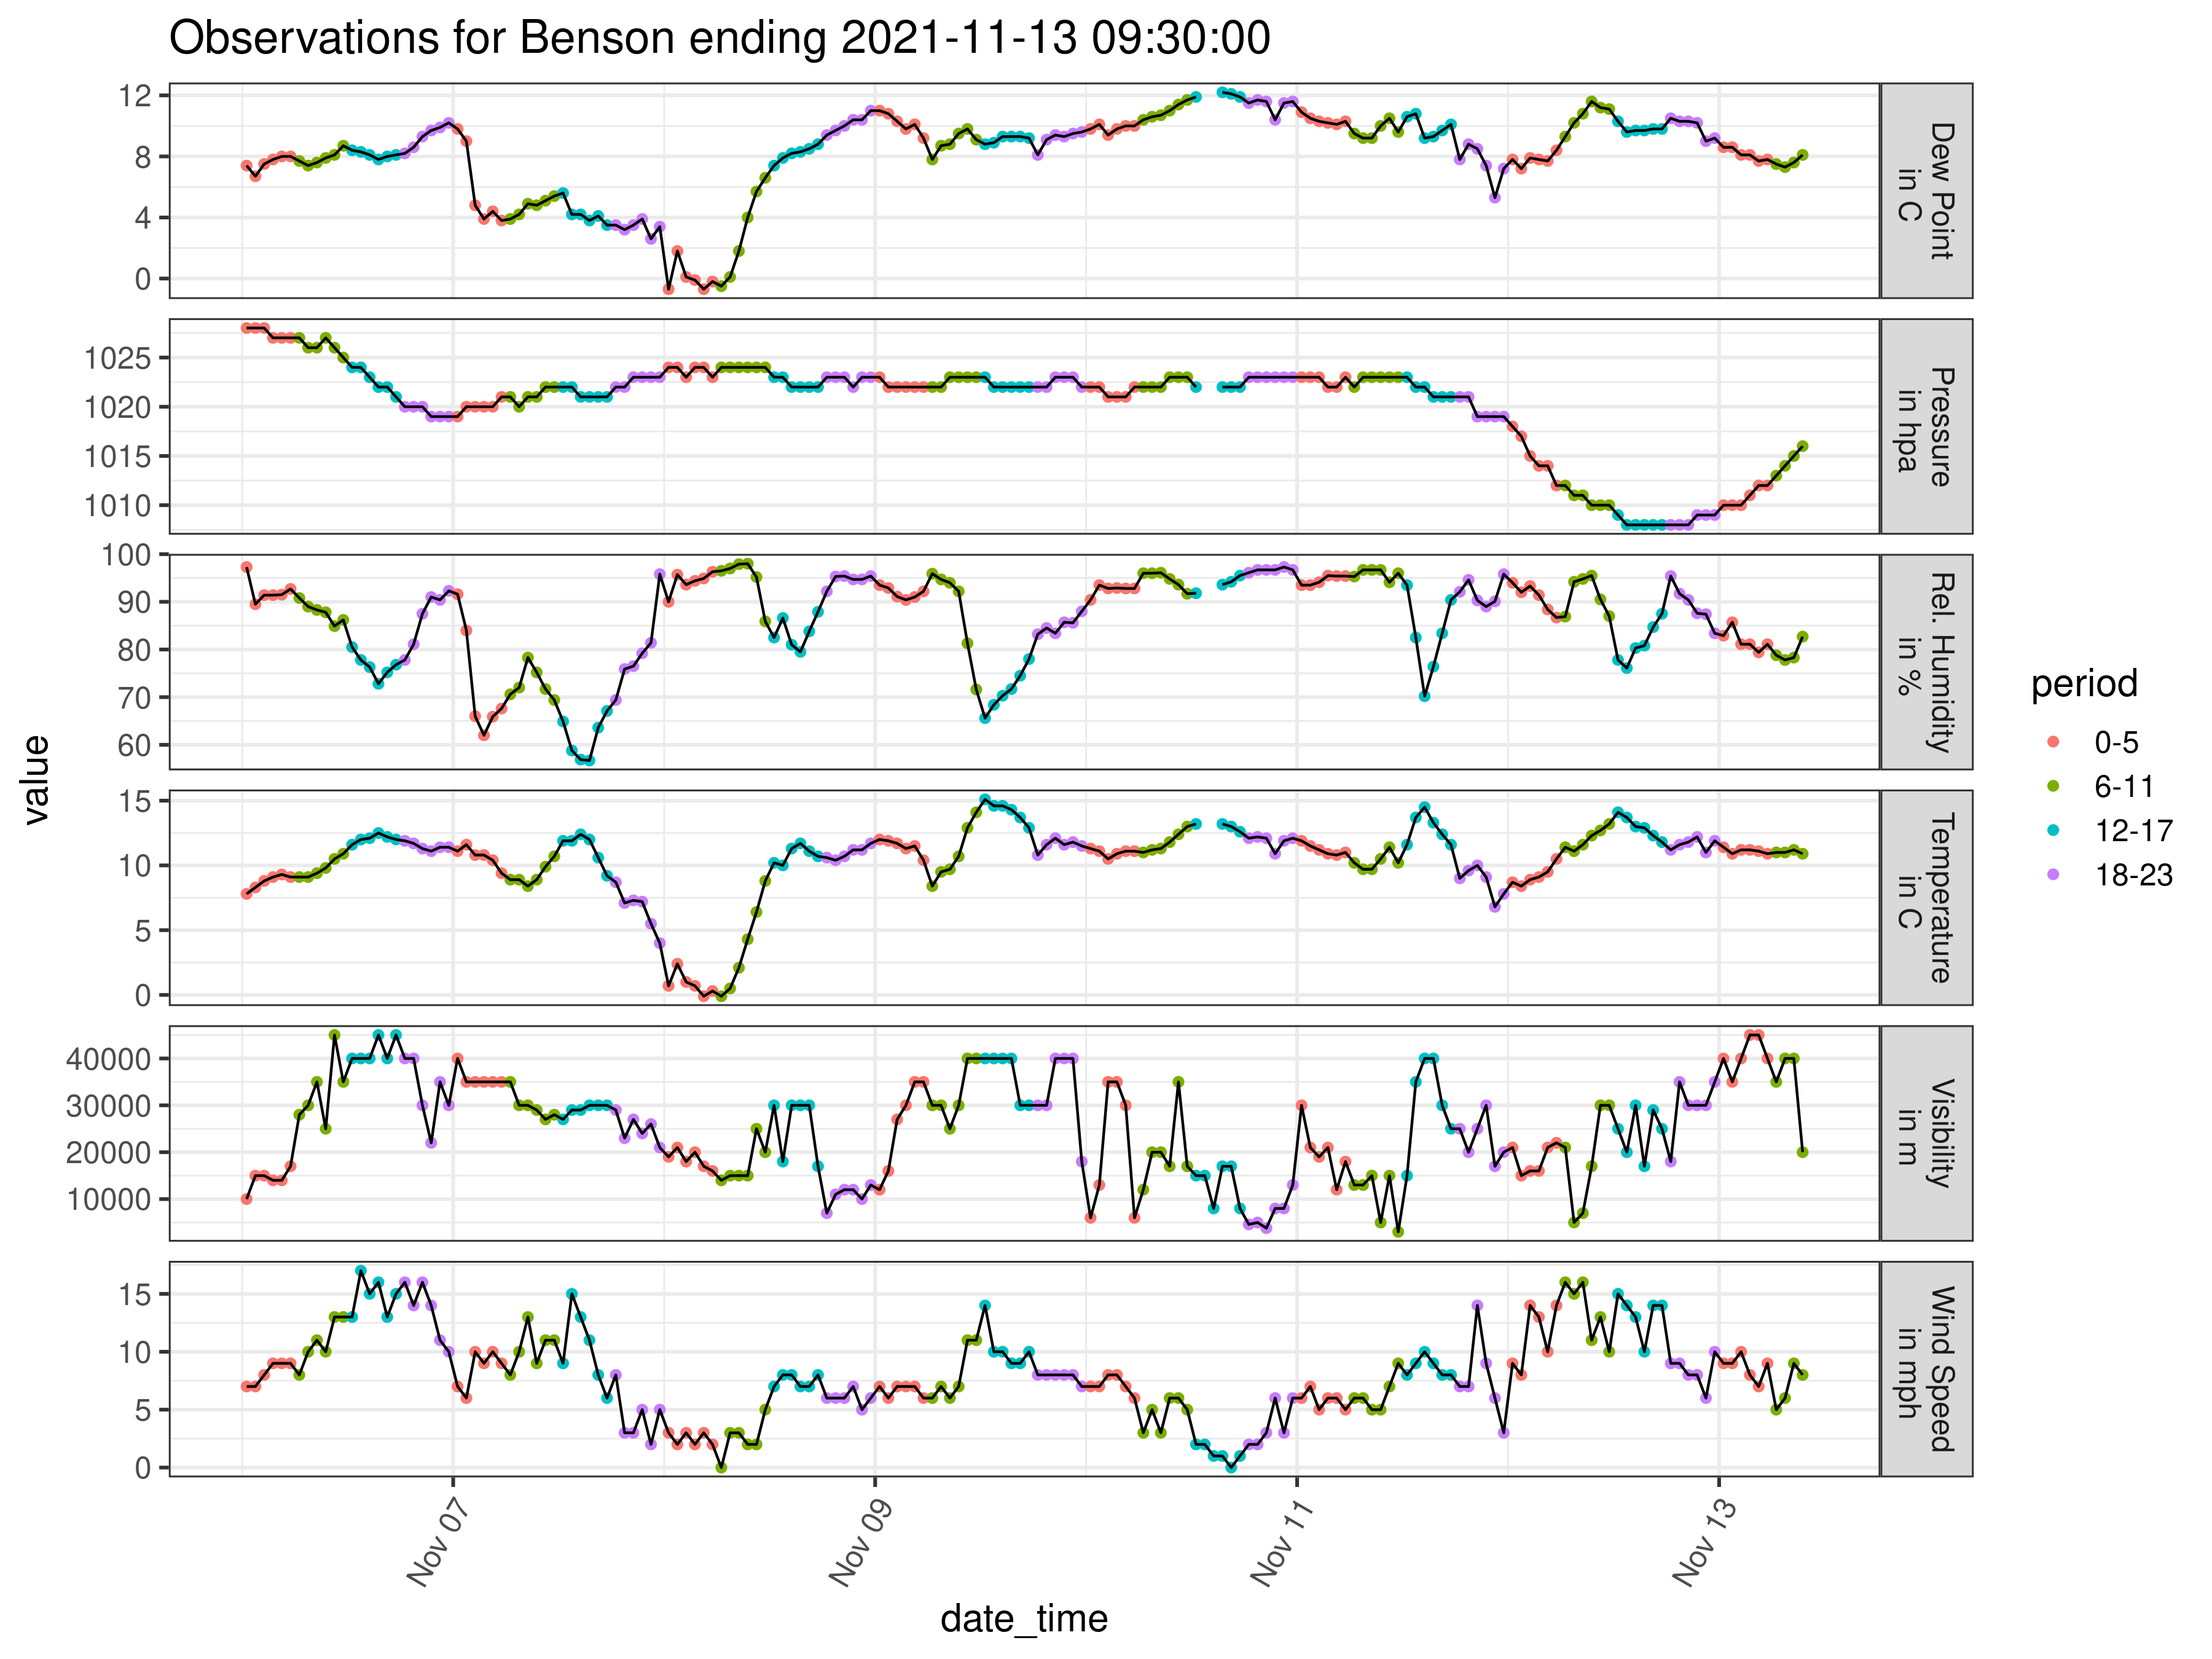 Observations for Benson ending 2021-11-13 09:30:00
12
8
4
0
Dew Point
in C
1025
1020
1015
1010
Pressure
in hpa
100
90
80
70
60
Rel. Humidity
in %
15
10
5
0
Temperature
in C
40000
30000
20000
10000
Visibility
in m
15
10
5
0
Wind Speed
in mph
value
Nov 07
Nov 09
Nov 11
Nov 13
date_time
period
0-5
6-11
12-17
18-23